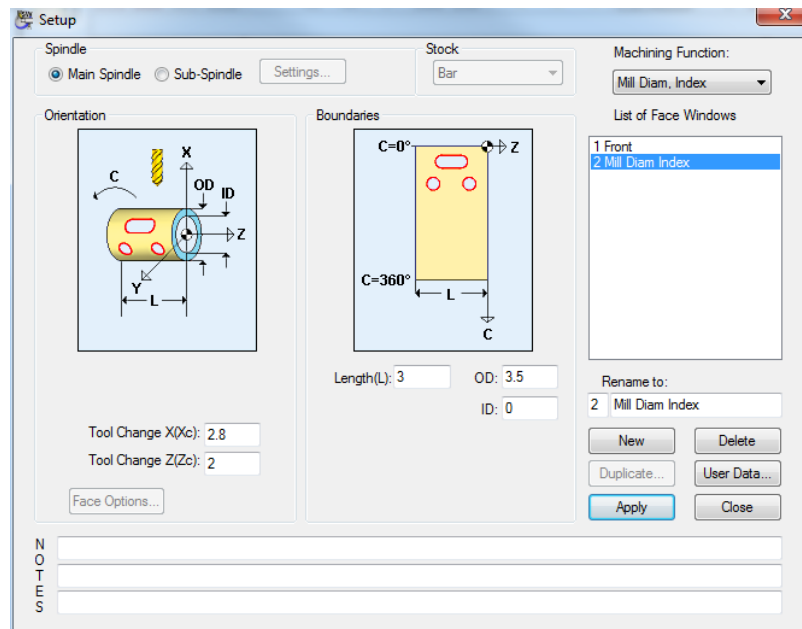 Setup
Spindle
Main Spindle
Sub-Spindle
Settings...
Stock
Bar
Machining Function:
Mill Diam, Index
Orientation
C
X
OD
ID
Z
Y
L
Tool Change X(Xc): 2.8
Tool Change Z(Zc): 2
Face Options...
Boundaries
C=0°
Z
C=360°
L
C
Length(L): 3
OD: 3.5
ID: 0
List of Face Windows
1 Front
2 Mill Diam Index
Rename to:
2 Mill Diam Index
New
Delete
Duplicate...
User Data...
Apply
Close
NOTES